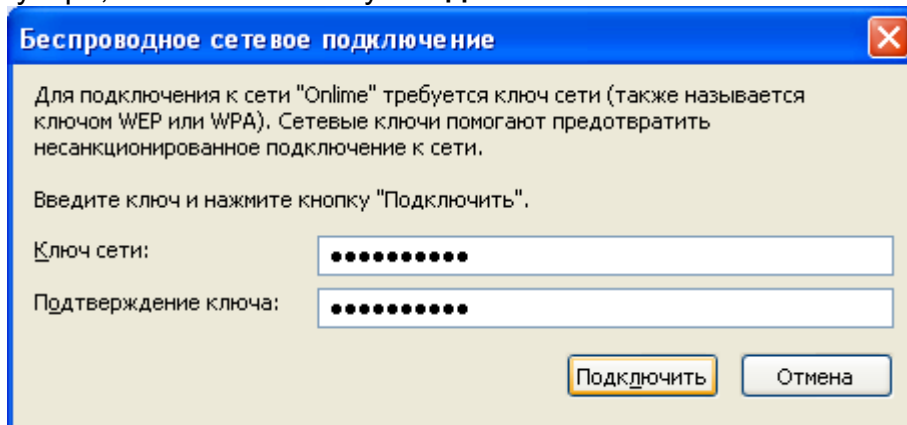 Беспроводное сетевое подключение
Для подключения к сети "Onlime" требуется ключ сети (также называется
ключом WEP или WPA). Сетевые ключи помогают предотвратить
несанкционированное подключение к сети.
Введите ключ и нажмите кнопку "Подключить".
Ключ сети: ●●●●●●●●●●
Подтверждение ключа: ●●●●●●●●●●
Подключить Отмена